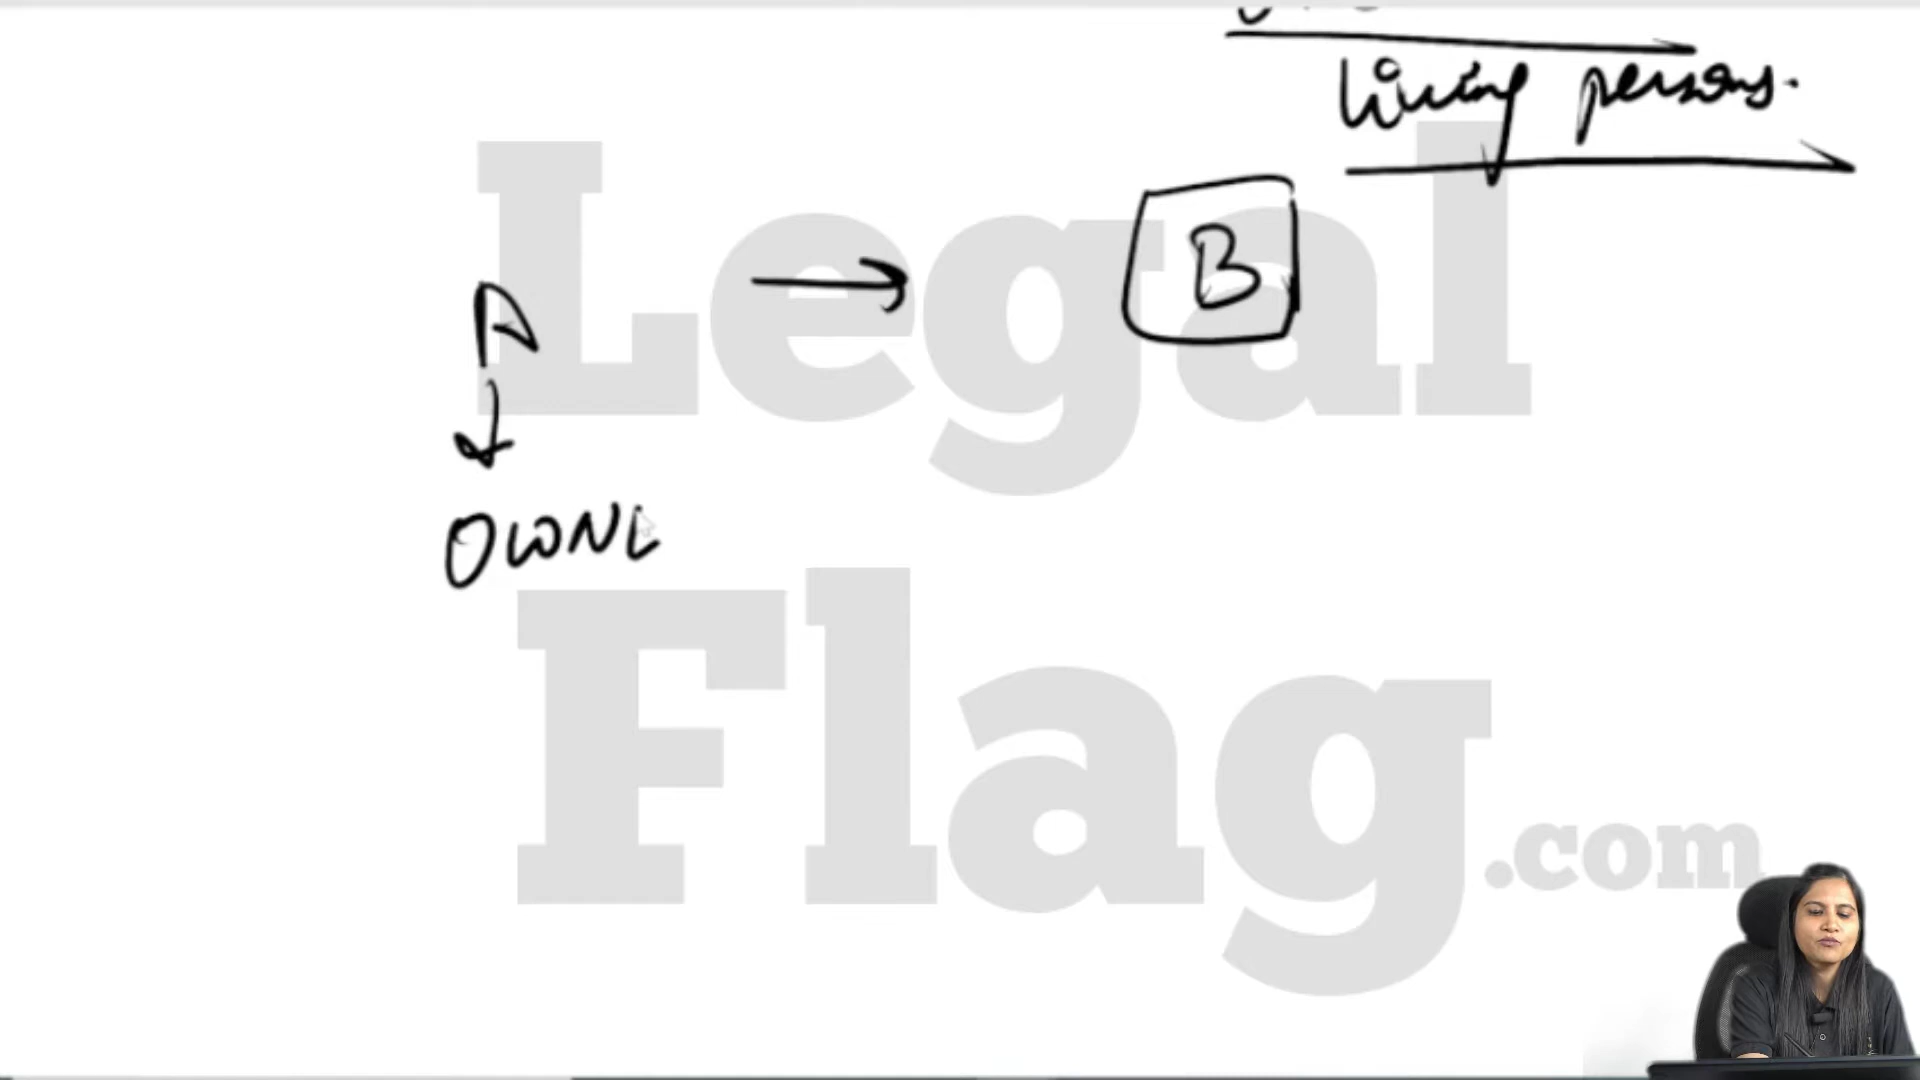 living persons.
A → B
OWNE
Legal
Flag.com